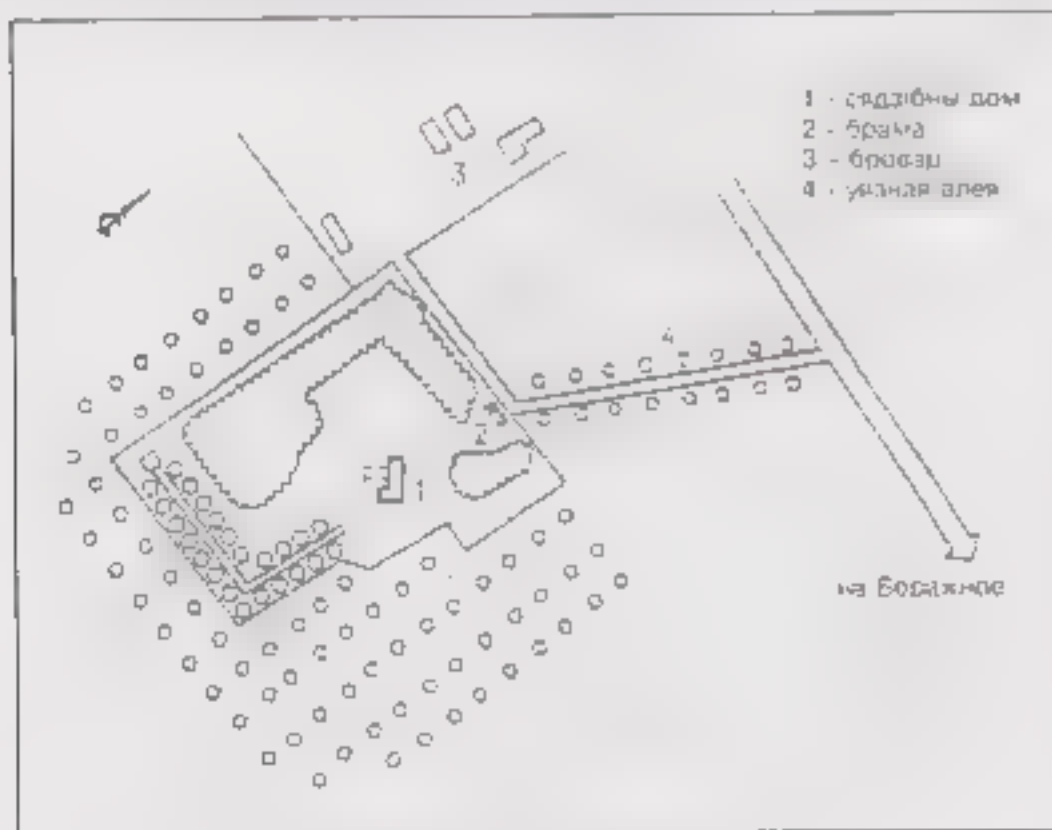 1 - сядзібны дом
2 - брама
3 - бровар
4 - уязная алея
3
4
2
1
на